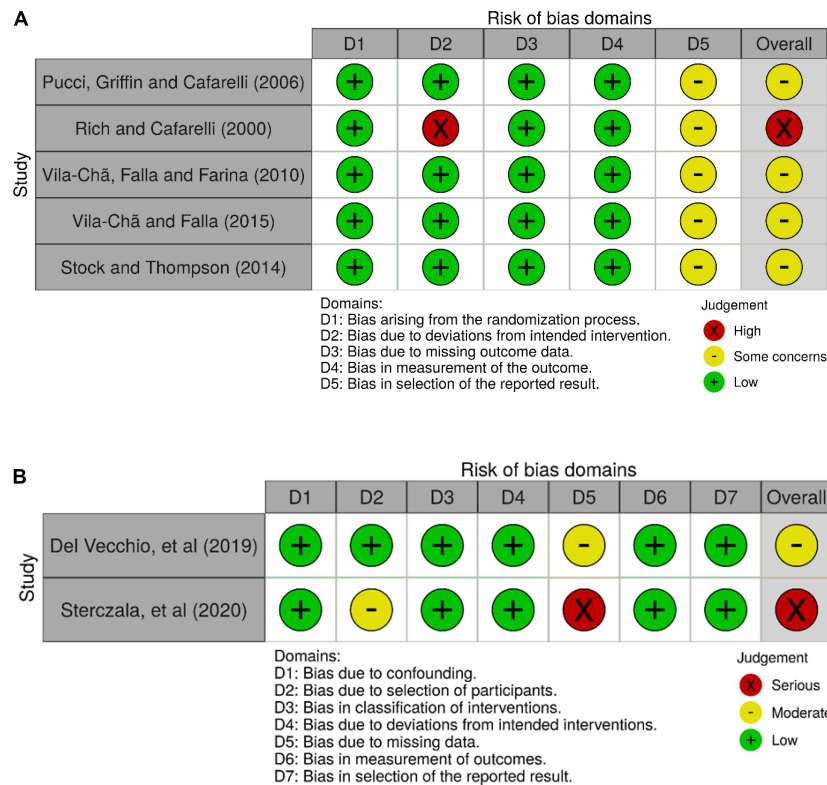 A
Risk of bias domains
D1 D2 D3 D4 D5 Overall
Study
Pucci, Griffin and Cafarelli (2006) + + + + - -
Rich and Cafarelli (2000) + X + + - X
Vila-Chã, Falla and Farina (2010) + + + + - -
Vila-Chã and Falla (2015) + + + + - -
Stock and Thompson (2014) + + + + - -
Domains:
D1: Bias arising from the randomization process.
D2: Bias due to deviations from intended intervention.
D3: Bias due to missing outcome data.
D4: Bias in measurement of the outcome.
D5: Bias in selection of the reported result.
Judgement
X High
- Some concerns
+ Low
B
Risk of bias domains
D1 D2 D3 D4 D5 D6 D7 Overall
Study
Del Vecchio, et al (2019) + + + + - + + -
Sterczala, et al (2020) + - + + X + + X
Domains:
D1: Bias due to confounding.
D2: Bias due to selection of participants.
D3: Bias in classification of interventions.
D4: Bias due to deviations from intended interventions.
D5: Bias due to missing data.
D6: Bias in measurement of outcomes.
D7: Bias in selection of the reported result.
Judgement
X Serious
- Moderate
+ Low